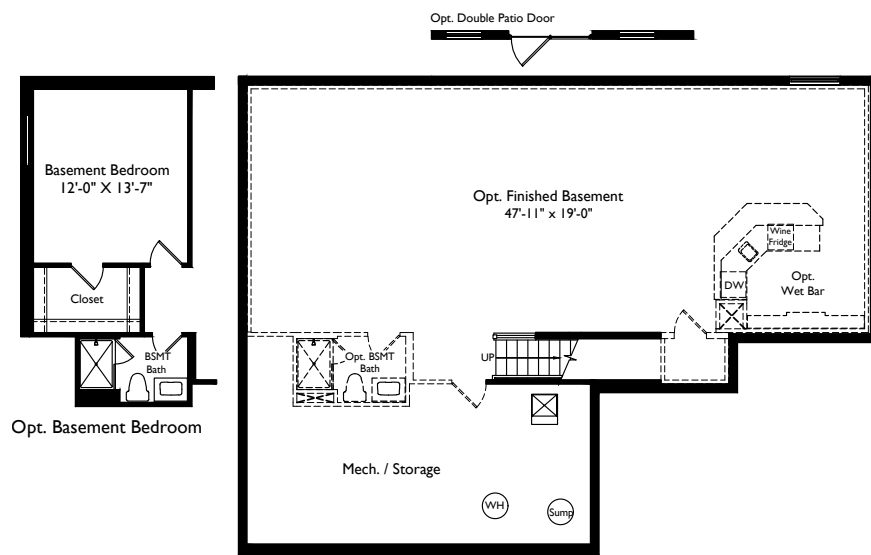 Opt. Double Patio Door
Basement Bedroom
12'-0" X 13'-7"
Closet
BSMT
Bath
Opt. Basement Bedroom
Opt. Finished Basement
47'-11" x 19'-0"
Wine
Fridge
DW
Opt.
Wet Bar
UP
Opt. BSMT
Bath
Mech. / Storage
WH
Sump